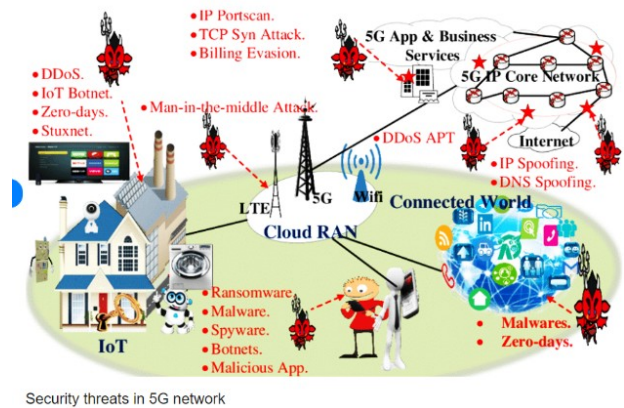 • IP Portscan.
• TCP Syn Attack.
• Billing Evasion.
5G App & Business
Services
5G IP Core Network
Internet
• DDoS.
• IoT Botnet.
• Zero-days.
• Stuxnet.
• Man-in-the-middle Attack.
• DDoS APT
• IP Spoofing.
• DNS Spoofing.
LTE
5G
Wifi
Cloud RAN
Connected World
IoT
• Ransomware.
• Malware.
• Spyware.
• Botnets.
• Malicious App.
• Malwares.
• Zero-days.
Security threats in 5G network